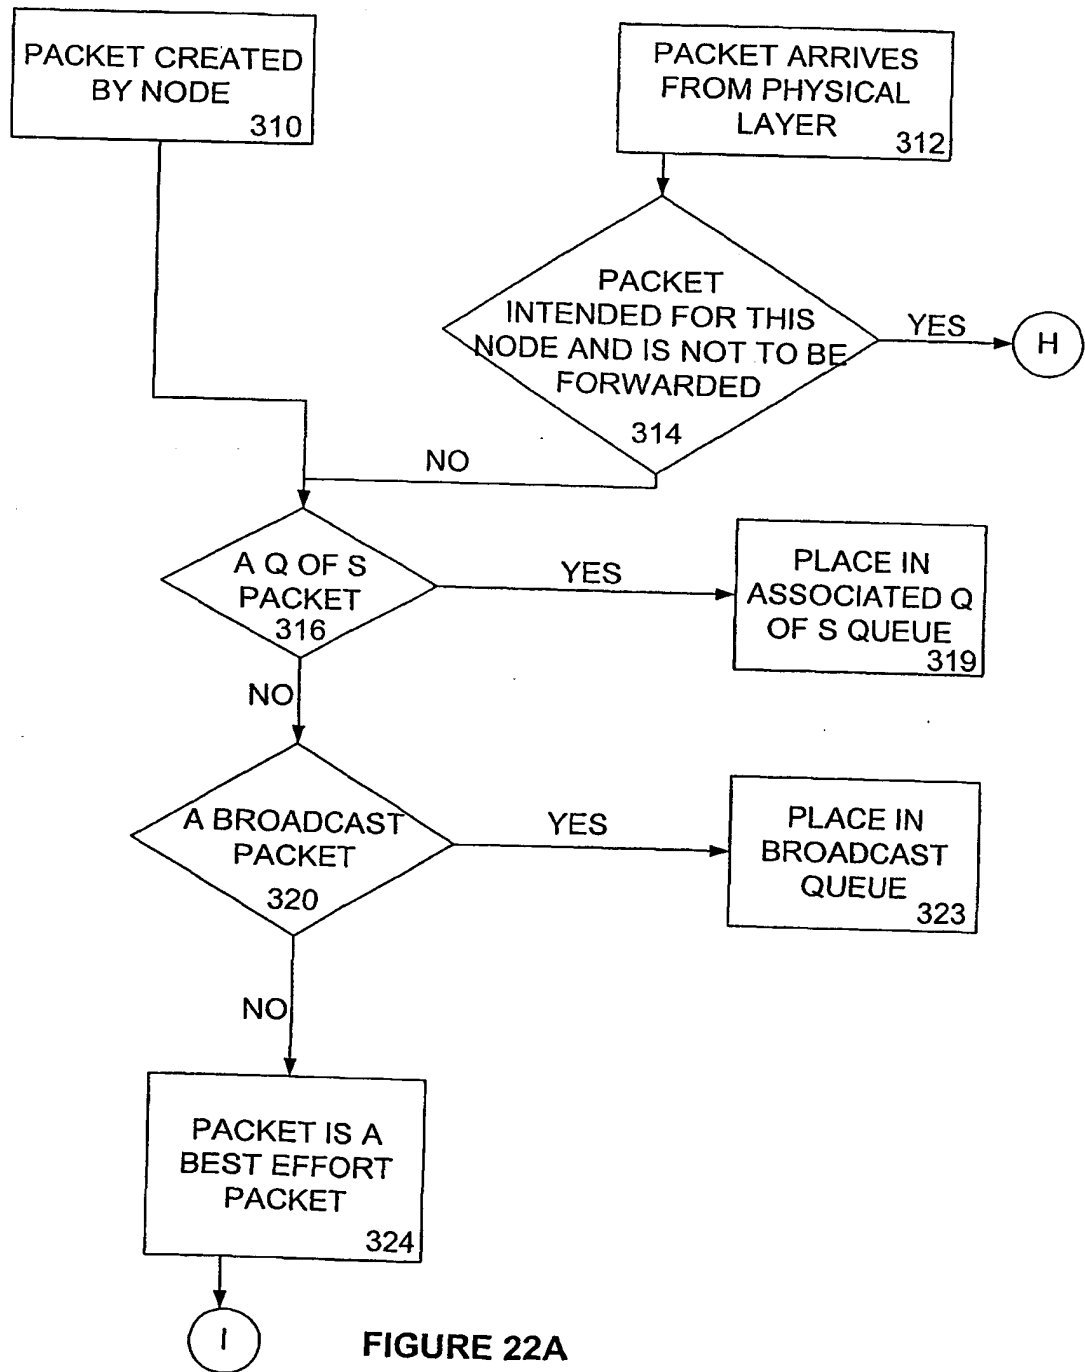 PACKET CREATED
BY NODE
310
PACKET ARRIVES
FROM PHYSICAL
LAYER
312
PACKET
INTENDED FOR THIS
NODE AND IS NOT TO BE
FORWARDED
314
YES
H
NO
A Q OF S
PACKET
316
YES
PLACE IN
ASSOCIATED Q
OF S QUEUE
319
NO
A BROADCAST
PACKET
320
YES
PLACE IN
BROADCAST
QUEUE
323
NO
PACKET IS A
BEST EFFORT
PACKET
324
I
FIGURE 22A